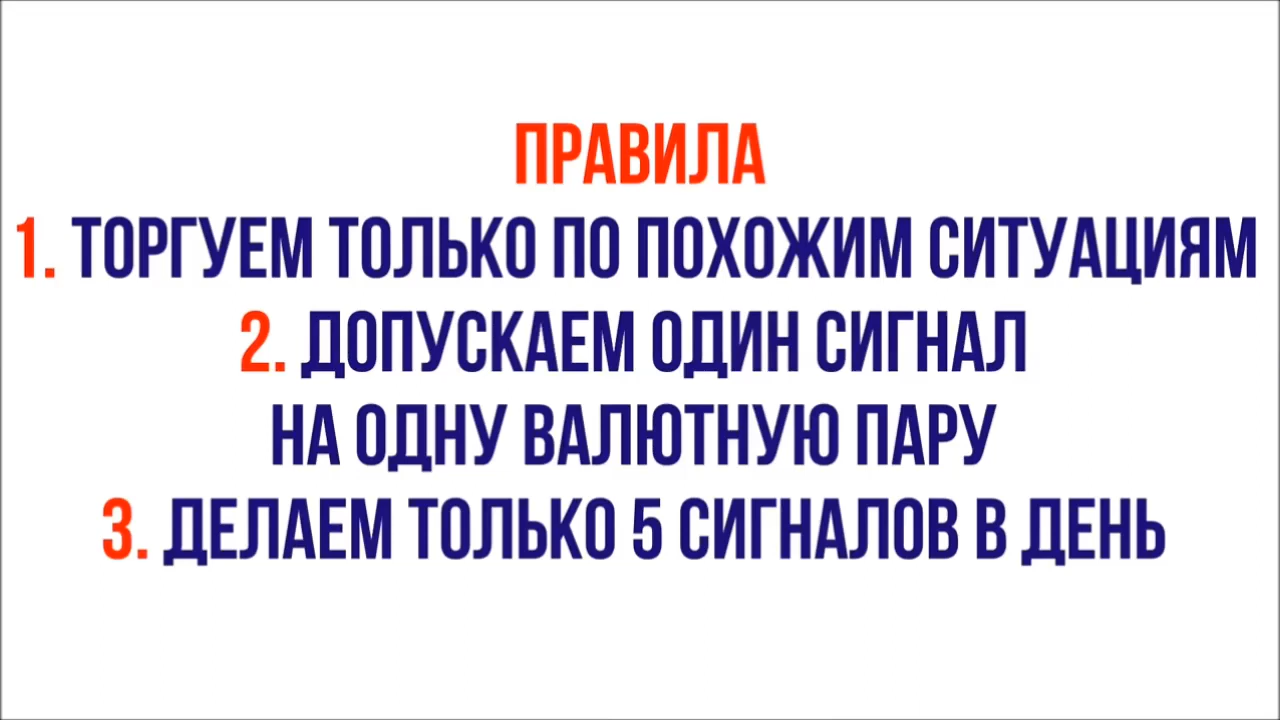 ПРАВИЛА
1. ТОРГУЕМ ТОЛЬКО ПО ПОХОЖИМ СИТУАЦИЯМ
2. ДОПУСКАЕМ ОДИН СИГНАЛ
НА ОДНУ ВАЛЮТНУЮ ПАРУ
3. ДЕЛАЕМ ТОЛЬКО 5 СИГНАЛОВ В ДЕНЬ